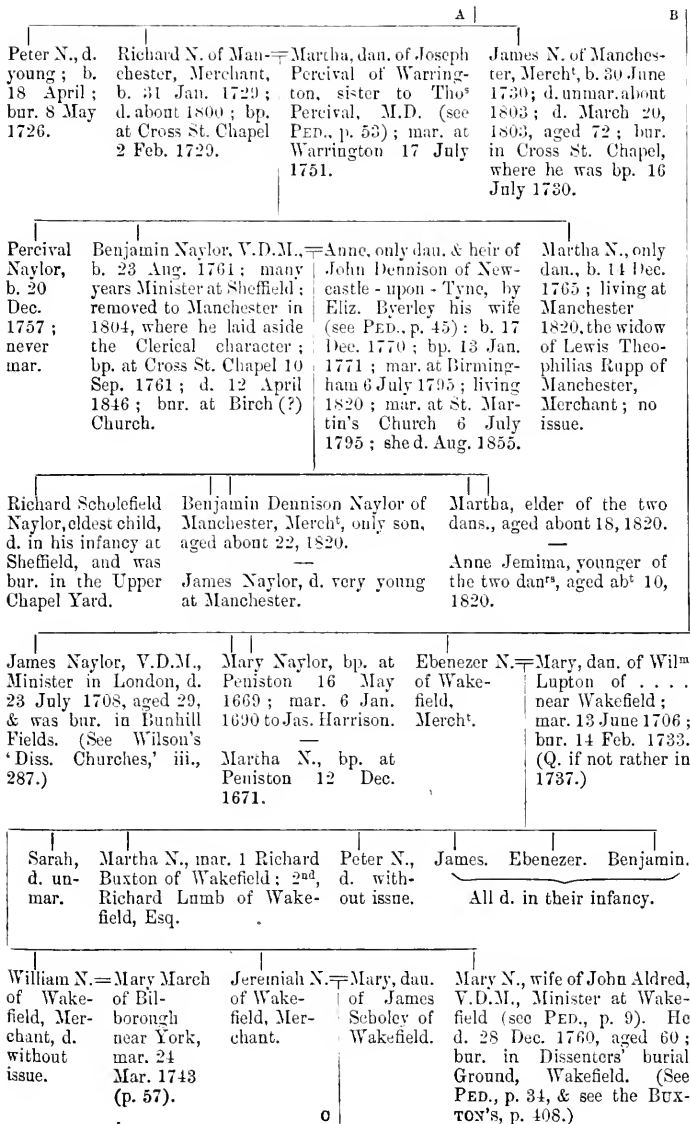 A
B
Peter N., d.
young; b.
18 April;
bur. 8 May
1726.
Richard N. of Man-
chester, Merchant,
b. 31 Jan. 1729;
d. about 1800; bp.
at Cross St. Chapel
2 Feb. 1729.
Martha, dan. of Joseph
Percival of Warring-
ton, sister to Thoˢ
Percival, M.D. (see
PED., p. 53); mar. at
Warrington 17 July
1751.
James N. of Manches-
ter, Merchᵗ, b. 30 June
1730; d. unmar. about
1803; d. March 20,
1803, aged 72; bur.
in Cross St. Chapel,
where he was bp. 16
July 1730.
Percival
Naylor,
b. 20
Dec.
1757;
never
mar.
Benjamin Naylor, V.D.M.,
b. 23 Aug. 1761; many
years Minister at Sheffield;
removed to Manchester in
1804, where he laid aside
the Clerical character;
bp. at Cross St. Chapel 10
Sep. 1761; d. 12 April
1846; bur. at Birch (?)
Church.
Anne, only dau. & heir of
John Dennison of New-
castle-upon-Tyne, by
Eliz. Byerley his wife
(see PED., p. 45): b. 17
Dec. 1770; bp. 13 Jan.
1771; mar. at Birming-
ham 6 July 1795; living
1820; mar. at St. Mar-
tin's Church 6 July
1795; she d. Aug. 1855.
Martha N., only
dau., b. 14 Dec.
1765; living at
Manchester
1820, the widow
of Lewis Theo-
philias Rupp of
Manchester,
Merchant; no
issue.
Richard Scholefield
Naylor, eldest child,
d. in his infancy at
Sheffield, and was
bur. in the Upper
Chapel Yard.
Benjamin Dennison Naylor of
Manchester, Merchᵗ, only son,
aged about 22, 1820.
—
James Naylor, d. very young
at Manchester.
Martha, elder of the two
dans., aged about 18, 1820.
—
Anne Jemima, younger of
the two danʳˢ, aged abᵗ 10,
1820.
James Naylor, V.D.M.,
Minister in London, d.
23 July 1708, aged 29,
& was bur. in Bunhill
Fields. (See Wilson's
'Diss. Churches,' iii.,
287.)
Mary Naylor, bp. at
Peniston 16 May
1669; mar. 6 Jan.
1690 to Jas. Harrison.
—
Martha N., bp. at
Peniston 12 Dec.
1671.
Ebenezer N.
of Wake-
field,
Merchᵗ.
Mary, dau. of Wilᵐ
Lupton of . . . .
near Wakefield;
mar. 13 June 1706;
bur. 14 Feb. 1733.
(Q. if not rather in
1737.)
Sarah,
d. un-
mar.
Martha N., mar. 1 Richard
Buxton of Wakefield; 2ⁿᵈ,
Richard Lumb of Wake-
field, Esq.
Peter N.,
d. with-
out issue.
James. Ebenezer. Benjamin.
All d. in their infancy.
William N.
of Wake-
field, Mer-
chant, d.
without
issue.
Mary March
of Bil-
borough
near York,
mar. 24
Mar. 1743
(p. 57).
Jeremiah N.
of Wake-
field, Mer-
chant.
Mary, dau.
of James
Scholey of
Wakefield.
Mary N., wife of John Aldred,
V.D.M., Minister at Wake-
field (see PED., p. 9). He
d. 28 Dec. 1760, aged 60;
bur. in Dissenters' burial
Ground, Wakefield. (See
PED., p. 34, & see the BUX-
TON'S, p. 408.)
O